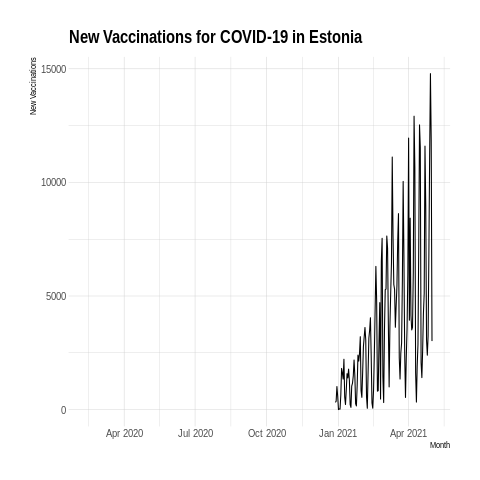 New Vaccinations for COVID-19 in Estonia
New Vaccinations
15000
10000
5000
0
Apr 2020 Jul 2020 Oct 2020 Jan 2021 Apr 2021
Month